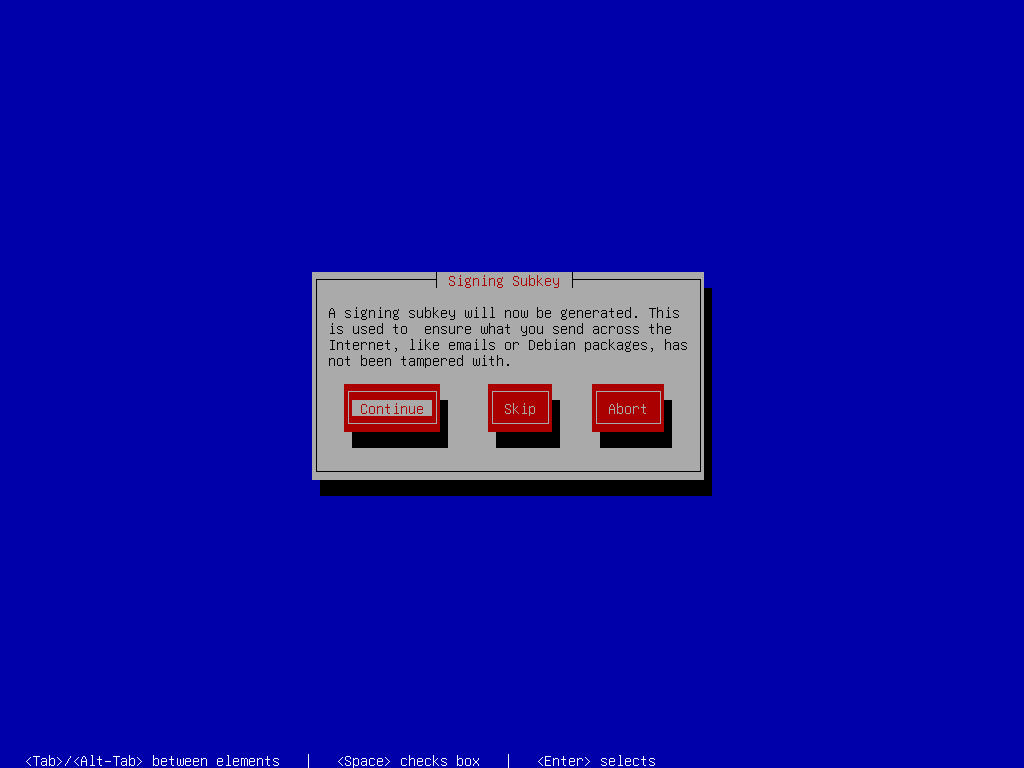 Signing Subkey
A signing subkey will now be generated. This
is used to  ensure what you send across the
Internet, like emails or Debian packages, has
not been tampered with.
Continue Skip Abort
<Tab>/<Alt-Tab> between elements | <Space> checks box | <Enter> selects